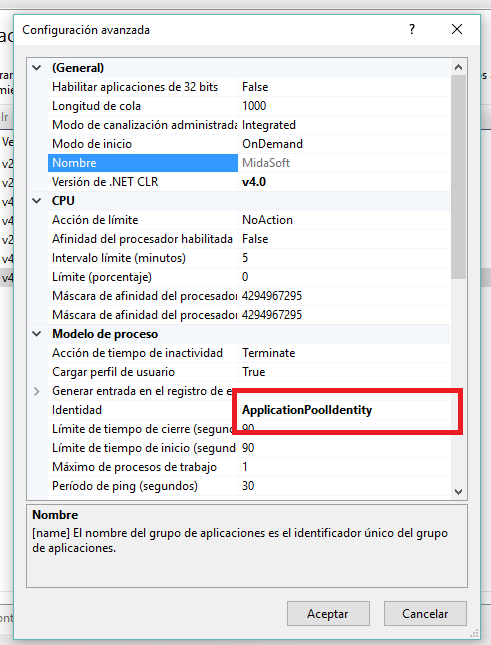 Configuración avanzada
(General)
Habilitar aplicaciones de 32 bits False
Longitud de cola 1000
Modo de canalización administrada Integrated
Modo de inicio OnDemand
Nombre MidaSoft
Versión de .NET CLR v4.0
CPU
Acción de límite NoAction
Afinidad del procesador habilitada False
Intervalo límite (minutos) 5
Límite (porcentaje) 0
Máscara de afinidad del procesador 4294967295
Máscara de afinidad del procesador 4294967295
Modelo de proceso
Acción de tiempo de inactividad Terminate
Cargar perfil de usuario True
Generar entrada en el registro de e
Identidad ApplicationPoolIdentity
Límite de tiempo de cierre (segund 90
Límite de tiempo de inicio (segund 90
Máximo de procesos de trabajo 1
Período de ping (segundos) 30
Nombre
[name] El nombre del grupo de aplicaciones es el identificador único del grupo
de aplicaciones.
Aceptar Cancelar